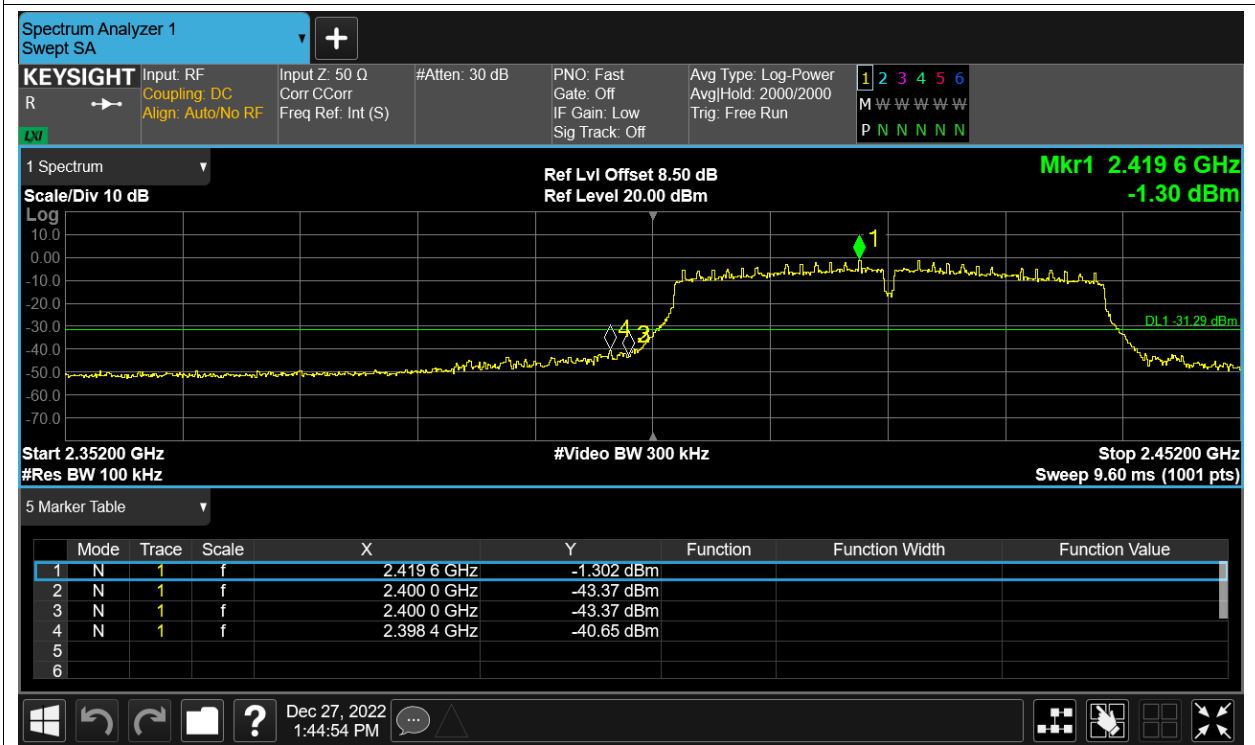 Spectrum Analyzer 1
Swept SA
KEYSIGHT Input: RF Input Z: 50 Ω #Atten: 30 dB PNO: Fast Avg Type: Log-Power 1 2 3 4 5 6
R Coupling: DC Corr CCorr Gate: Off Avg|Hold: 2000/2000 M W W W W W
Align: Auto/No RF Freq Ref: Int (S) IF Gain: Low Trig: Free Run
LXI Sig Track: Off P N N N N N N
1 Spectrum Ref Lvl Offset 8.50 dB Mkr1 2.419 6 GHz
Scale/Div 10 dB Ref Level 20.00 dBm -1.30 dBm
Log
10.0
0.00
-10.0
-20.0
-30.0
-40.0
-50.0
-60.0
-70.0
1
4
DL1 -31.29 dBm
Start 2.35200 GHz #Video BW 300 kHz Stop 2.45200 GHz
#Res BW 100 kHz Sweep 9.60 ms (1001 pts)
5 Marker Table
Mode Trace Scale X Y Function Function Width Function Value
1 N 1 f 2.419 6 GHz -1.302 dBm
2 N 1 f 2.400 0 GHz -43.37 dBm
3 N 1 f 2.400 0 GHz -43.37 dBm
4 N 1 f 2.398 4 GHz -40.65 dBm
5
6
? Dec 27, 2022
1:44:54 PM